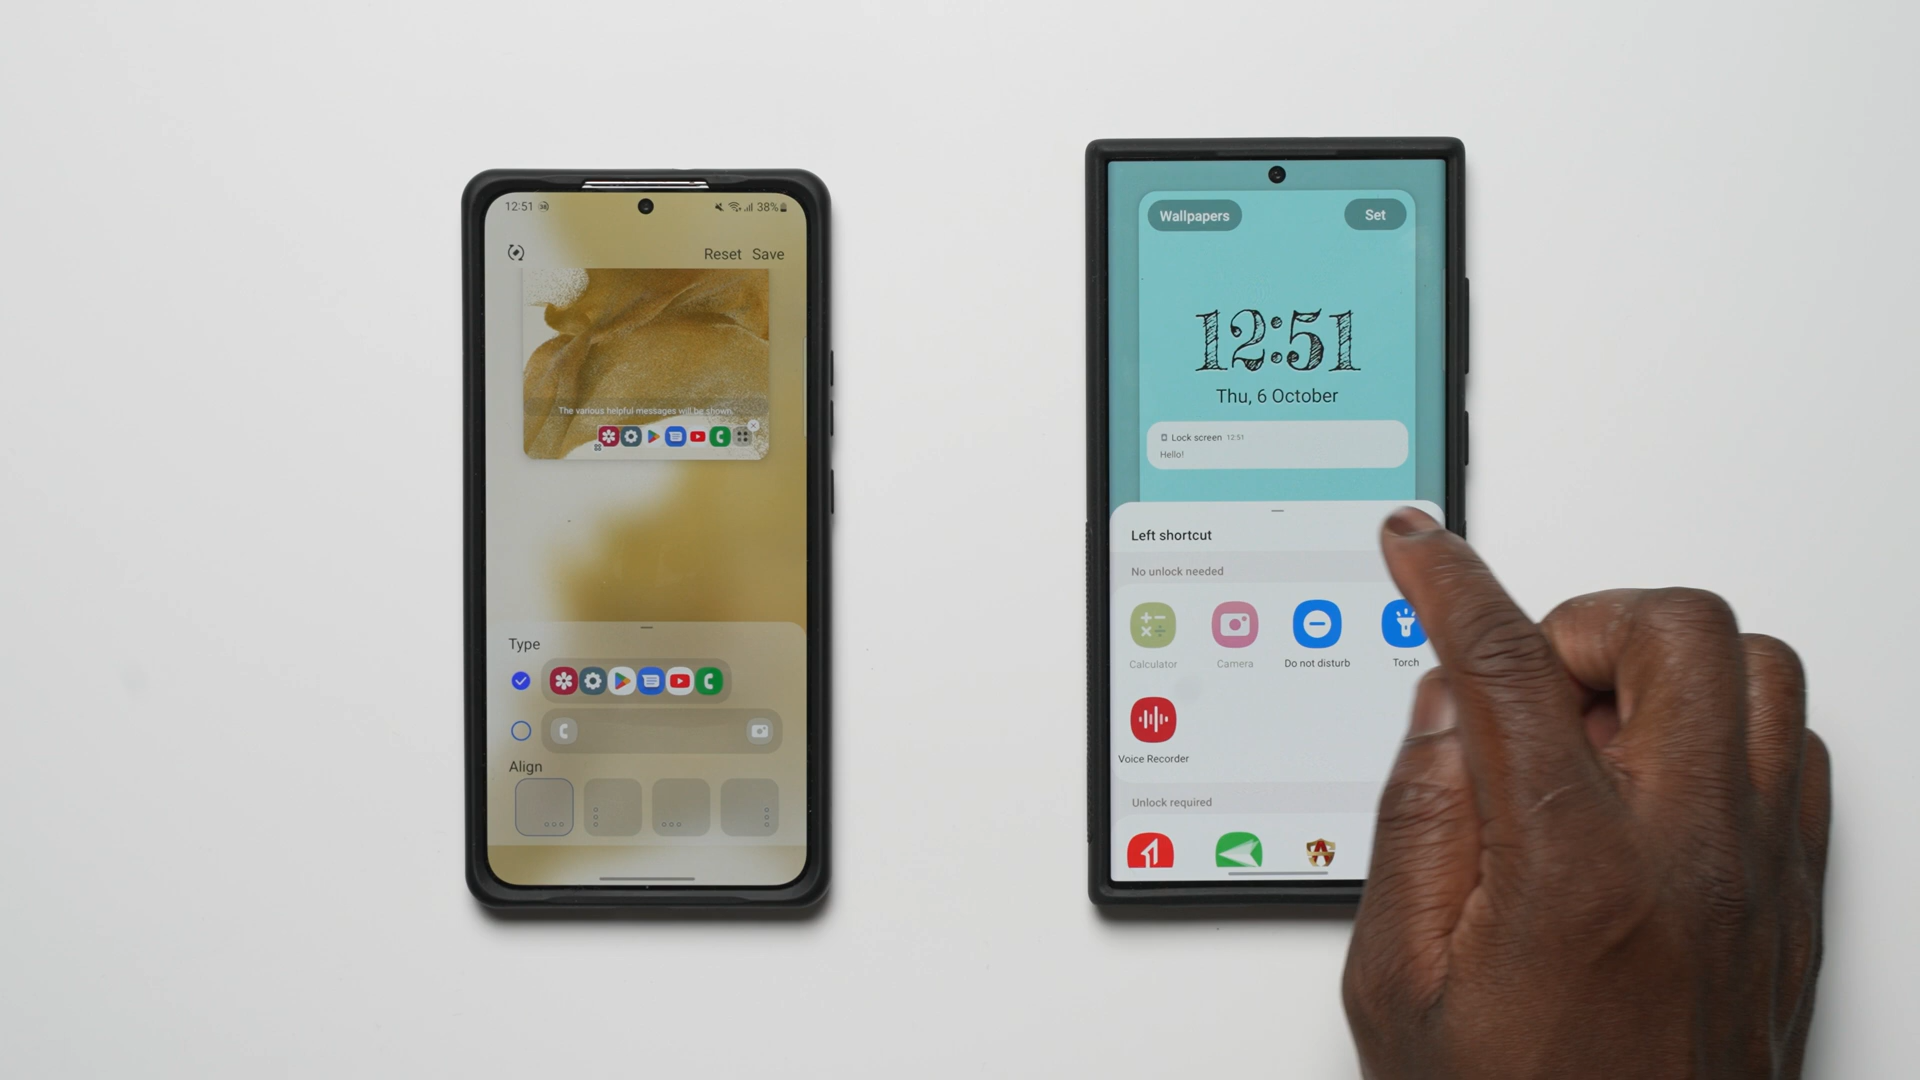 12:51
38%
Reset Save
The various helpful messages will be shown.
Type
Align
Wallpapers
Set
12:51
Thu, 6 October
Lock screen 12:51
Hello!
Left shortcut
No unlock needed
Calculator
Camera
Do not disturb
Torch
Voice Recorder
Unlock required